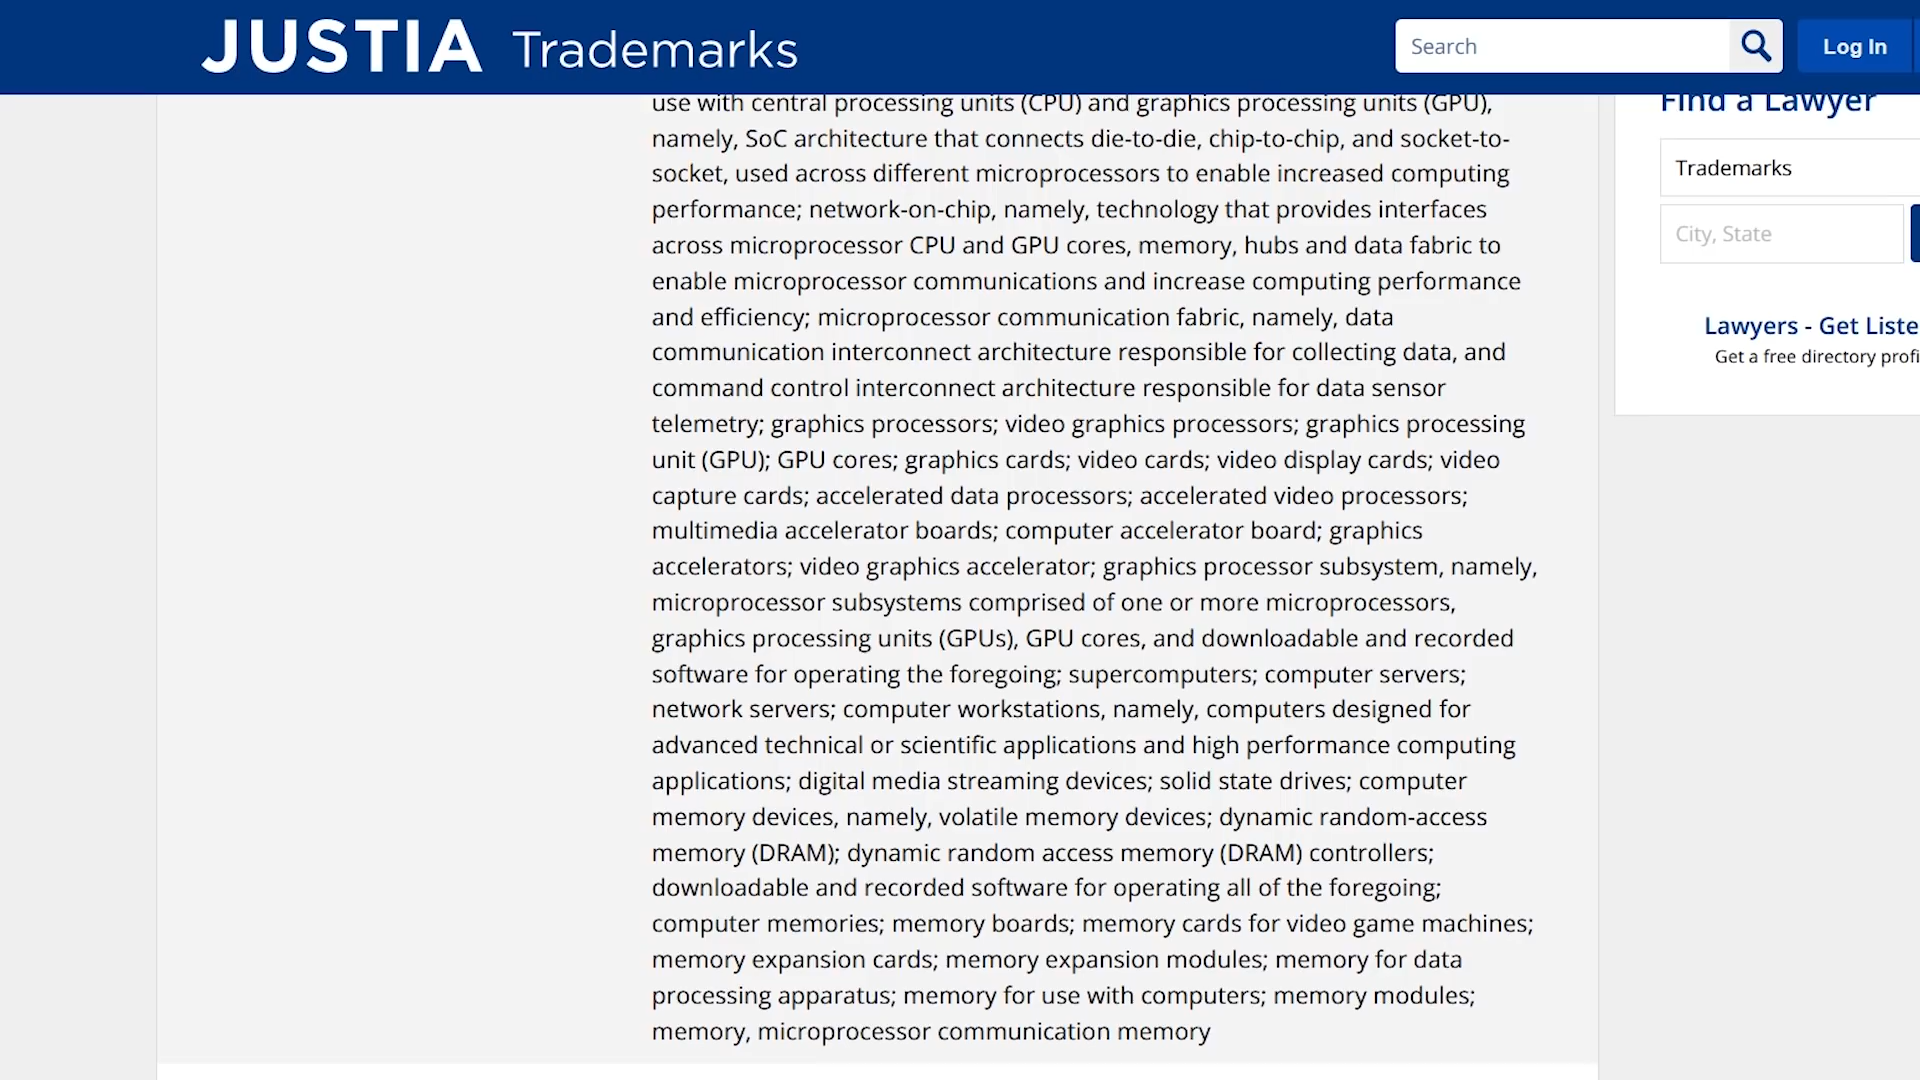 JUSTIA Trademarks
Search
Log In
use with central processing units (CPU) and graphics processing units (GPU),
namely, SoC architecture that connects die-to-die, chip-to-chip, and socket-to-
socket, used across different microprocessors to enable increased computing
performance; network-on-chip, namely, technology that provides interfaces
across microprocessor CPU and GPU cores, memory, hubs and data fabric to
enable microprocessor communications and increase computing performance
and efficiency; microprocessor communication fabric, namely, data
communication interconnect architecture responsible for collecting data, and
command control interconnect architecture responsible for data sensor
telemetry; graphics processors; video graphics processors; graphics processing
unit (GPU); GPU cores; graphics cards; video cards; video display cards; video
capture cards; accelerated data processors; accelerated video processors;
multimedia accelerator boards; computer accelerator board; graphics
accelerators; video graphics accelerator; graphics processor subsystem, namely,
microprocessor subsystems comprised of one or more microprocessors,
graphics processing units (GPUs), GPU cores, and downloadable and recorded
software for operating the foregoing; supercomputers; computer servers;
network servers; computer workstations, namely, computers designed for
advanced technical or scientific applications and high performance computing
applications; digital media streaming devices; solid state drives; computer
memory devices, namely, volatile memory devices; dynamic random-access
memory (DRAM); dynamic random access memory (DRAM) controllers;
downloadable and recorded software for operating all of the foregoing;
computer memories; memory boards; memory cards for video game machines;
memory expansion cards; memory expansion modules; memory for data
processing apparatus; memory for use with computers; memory modules;
memory, microprocessor communication memory
Find a Lawyer
Trademarks
City, State
Lawyers - Get Liste
Get a free directory profi